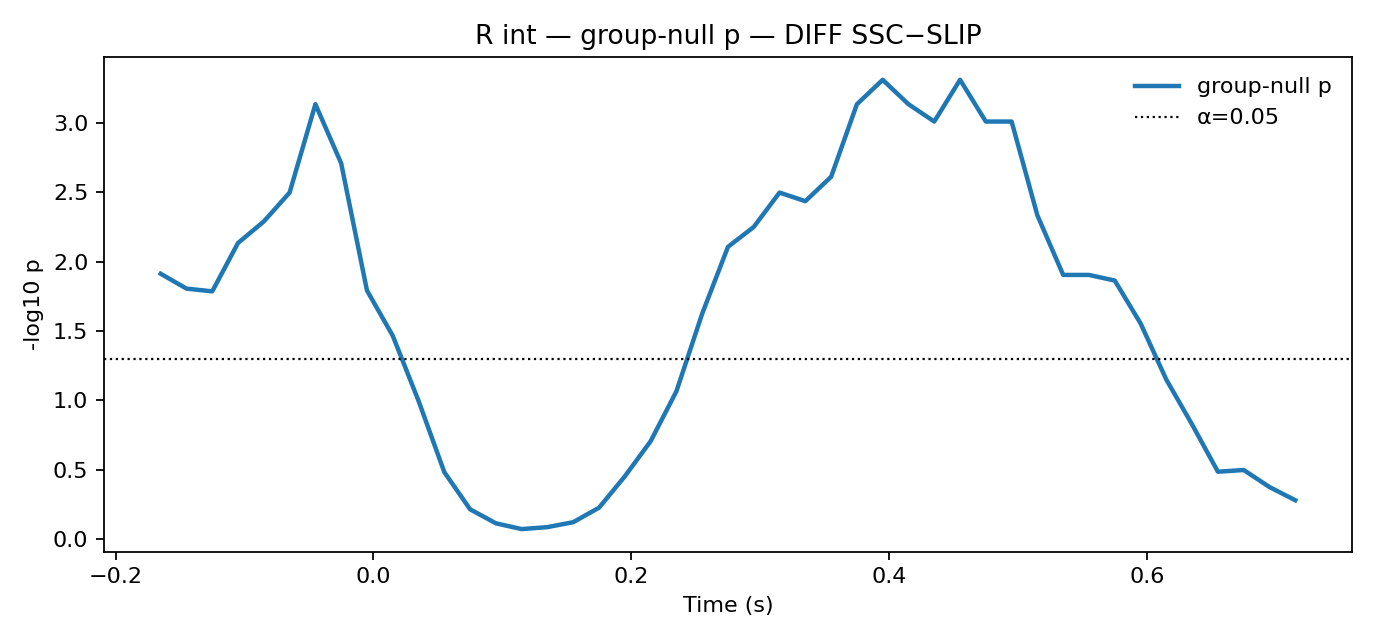 R int — group-null p — DIFF SSC−SLIP
group-null p
α=0.05
-log10 p
3.0
2.5
2.0
1.5
1.0
0.5
0.0
−0.2
0.0
0.2
0.4
0.6
Time (s)